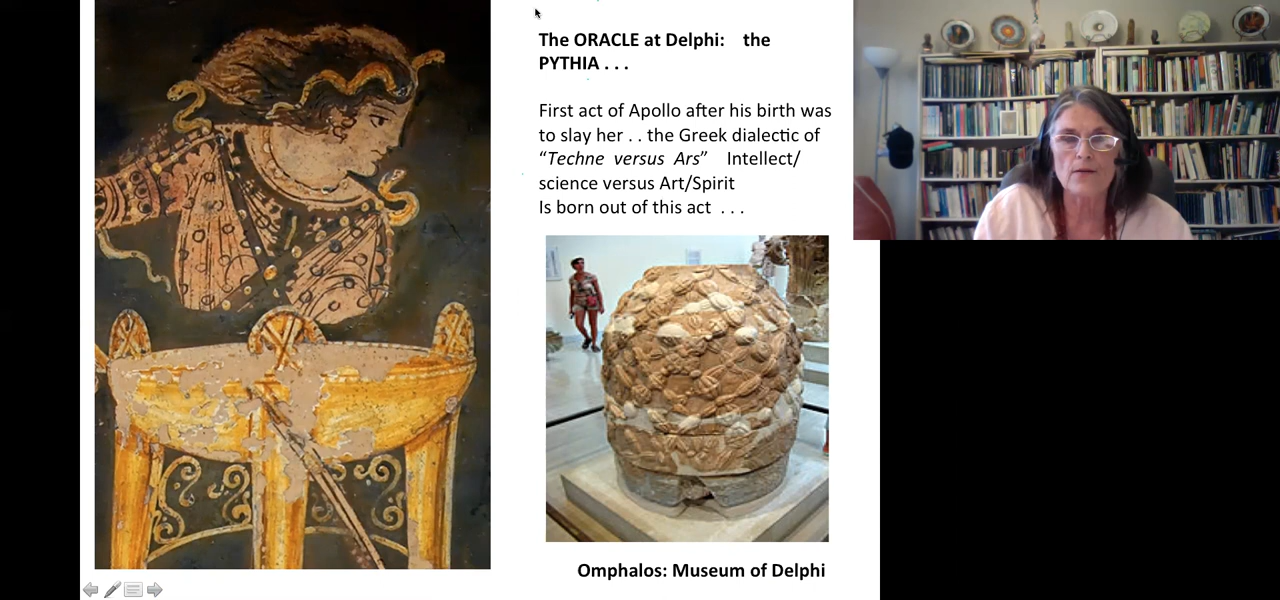 The ORACLE at Delphi: the
PYTHIA . . .
First act of Apollo after his birth was
to slay her . . the Greek dialectic of
“Techne versus Ars” Intellect/
science versus Art/Spirit
Is born out of this act . . .
Omphalos: Museum of Delphi